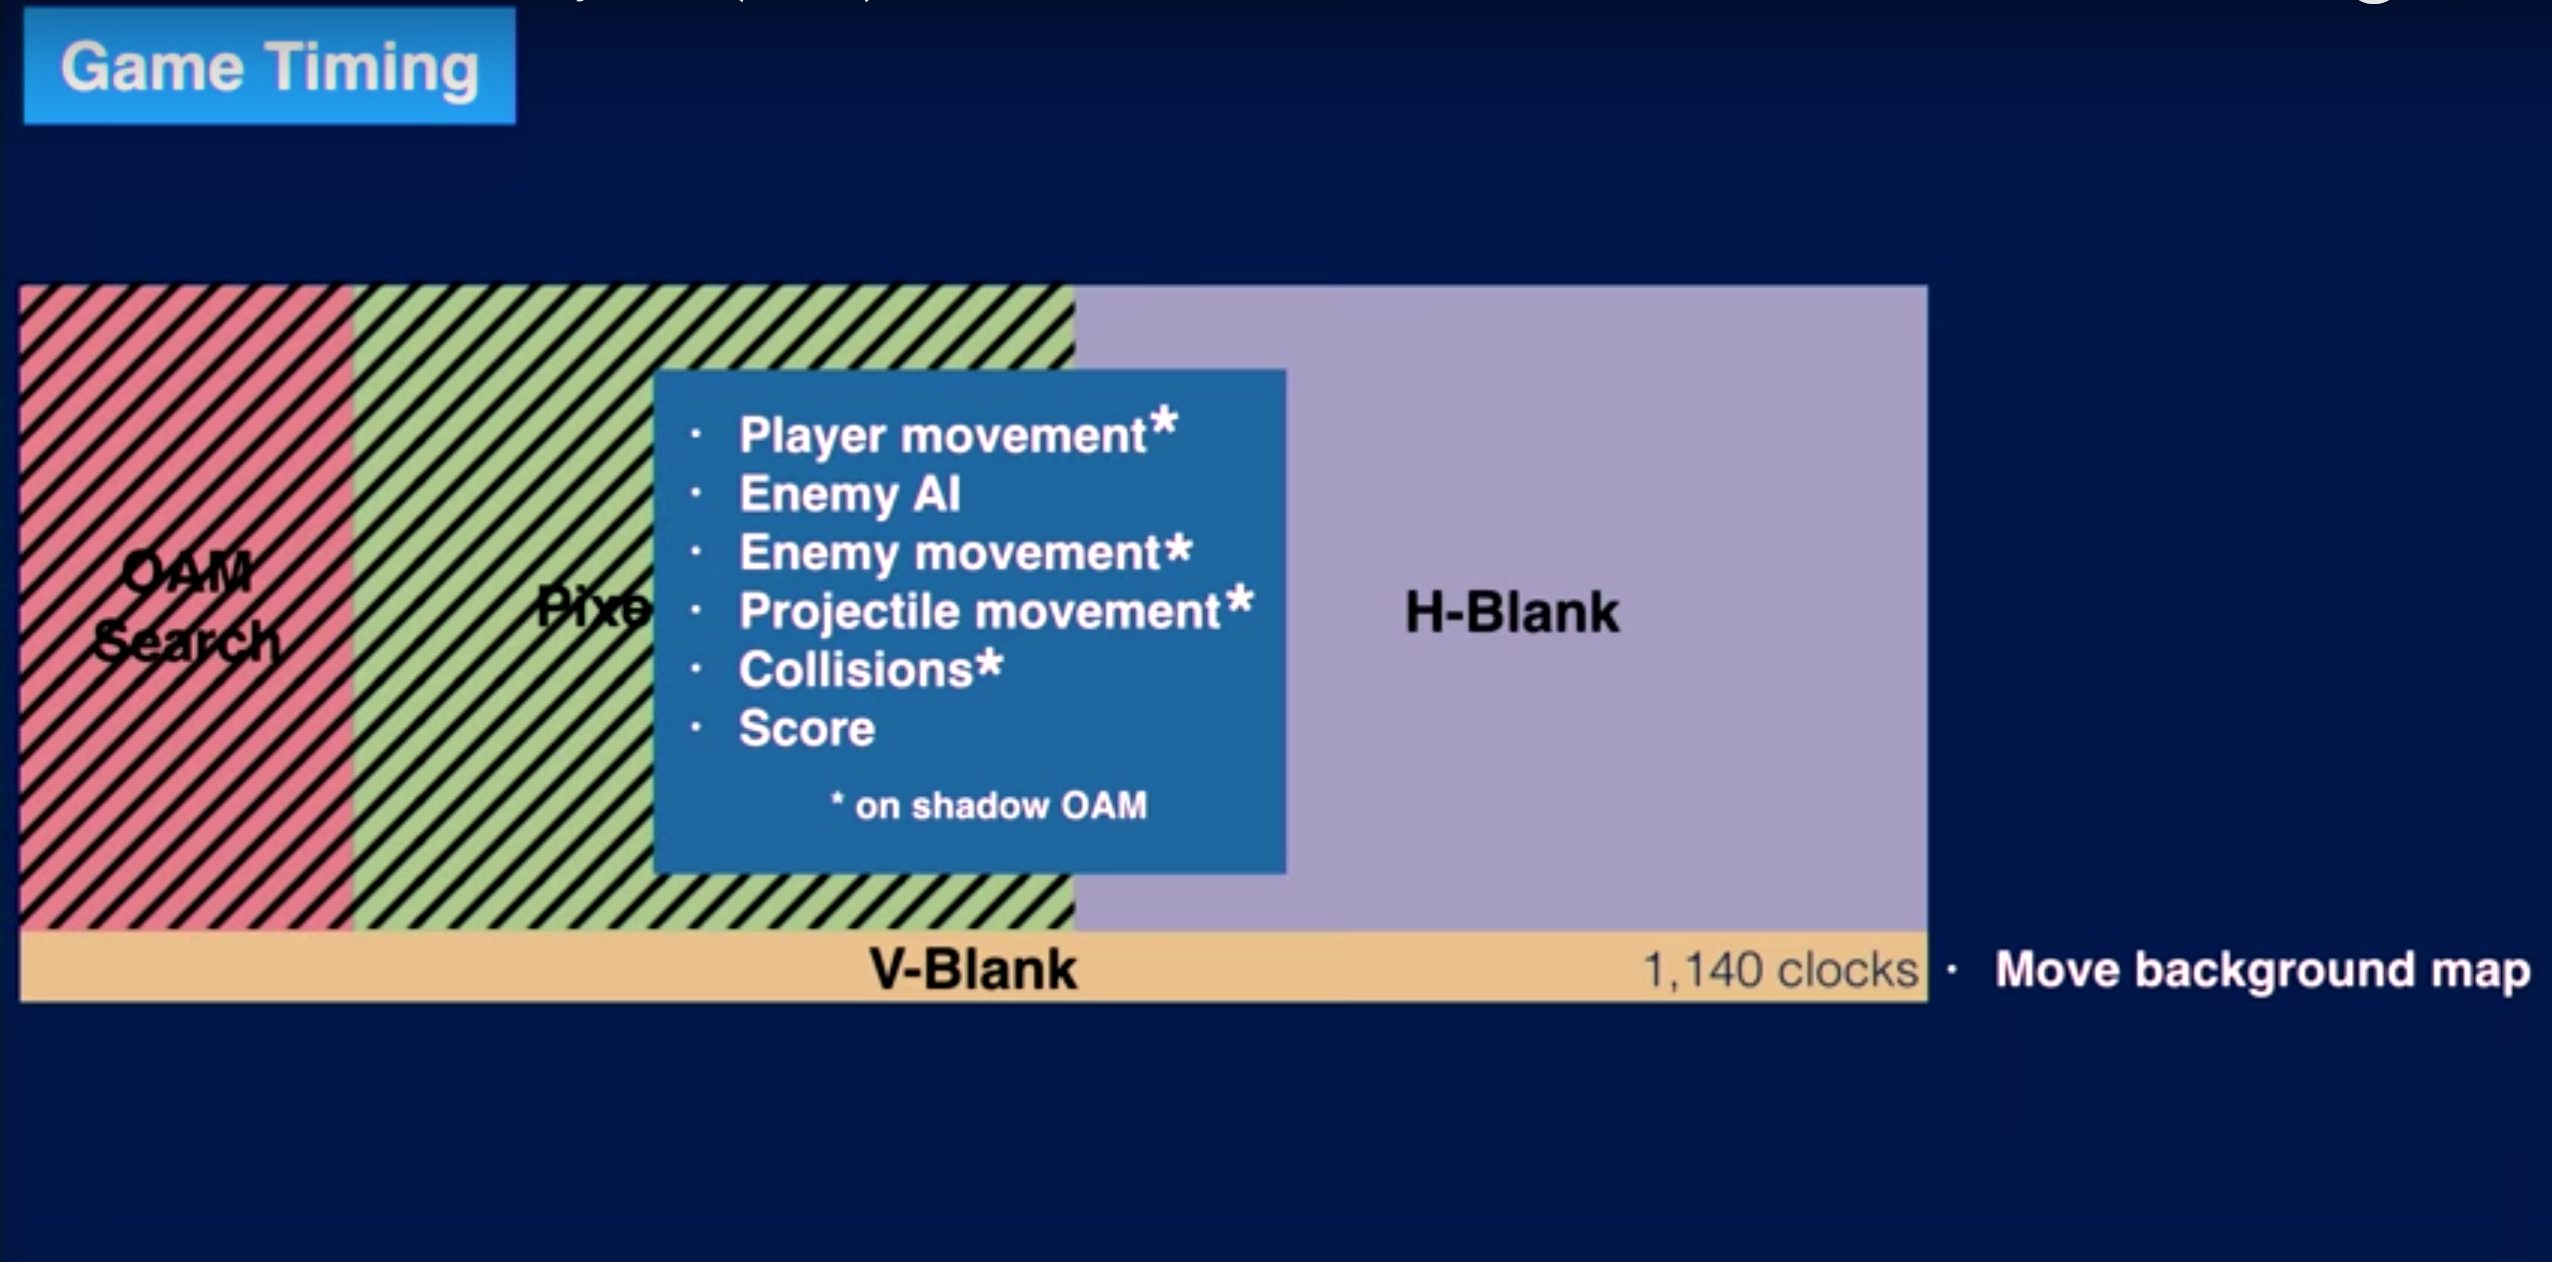 Game Timing
OAM
Search
Pixe
· Player movement*
· Enemy AI
· Enemy movement*
· Projectile movement*
· Collisions*
· Score
* on shadow OAM
H-Blank
V-Blank
1,140 clocks
· Move background map